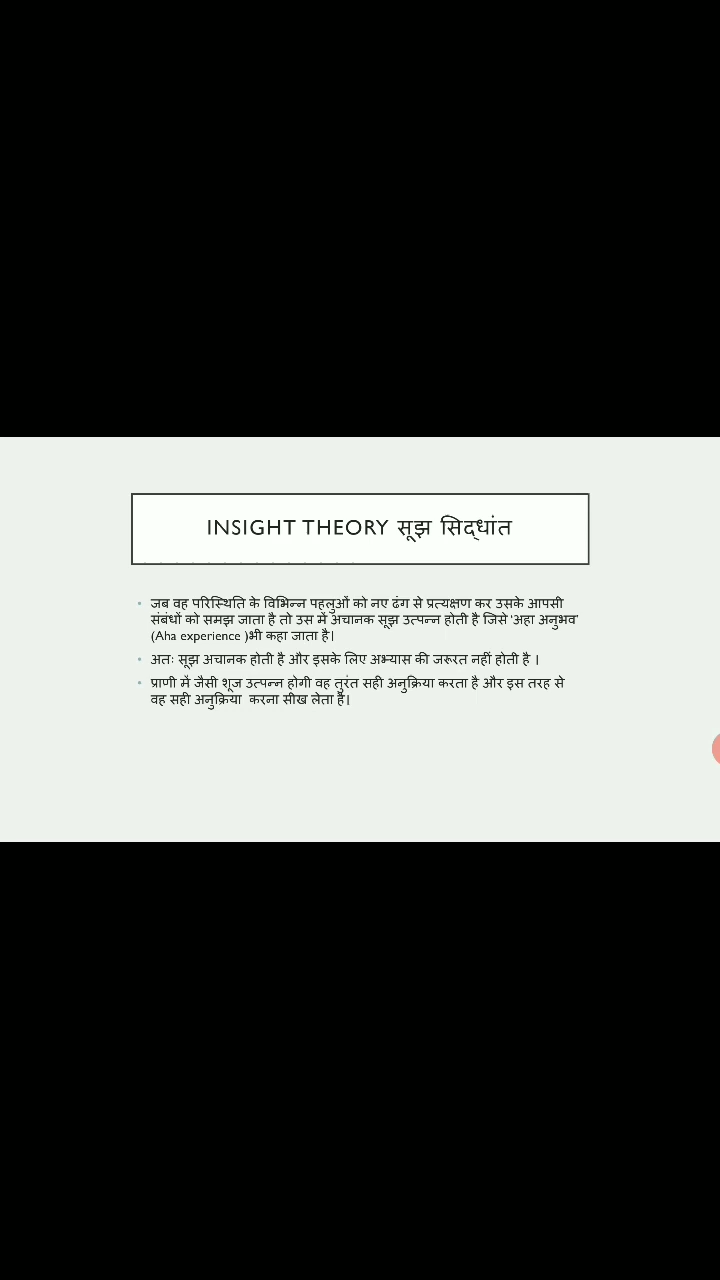 INSIGHT THEORY सूझ सिद्धांत
• जब वह परिस्थिति के विभिन्न पहलुओं को नए ढंग से प्रत्यक्षण कर उसके आपसी
संबंधों को समझ जाता है तो उस में अचानक सूझ उत्पन्न होती है जिसे 'अहा अनुभव'
(Aha experience )भी कहा जाता है।
• अतः सूझ अचानक होती है और इसके लिए अभ्यास की जरूरत नहीं होती है ।
• प्राणी में जैसी शूज उत्पन्न होगी वह तुरंत सही अनुक्रिया करता है और इस तरह से
वह सही अनुक्रिया करना सीख लेता है।